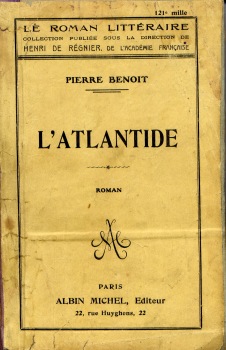 121e mille
LE ROMAN LITTÉRAIRE
COLLECTION PUBLIÉE SOUS LA DIRECTION DE
HENRI DE RÉGNIER, DE L'ACADÉMIE FRANÇAISE
PIERRE BENOIT
L'ATLANTIDE
ROMAN
AM
PARIS
ALBIN MICHEL, Editeur
22, rue Huyghens, 22